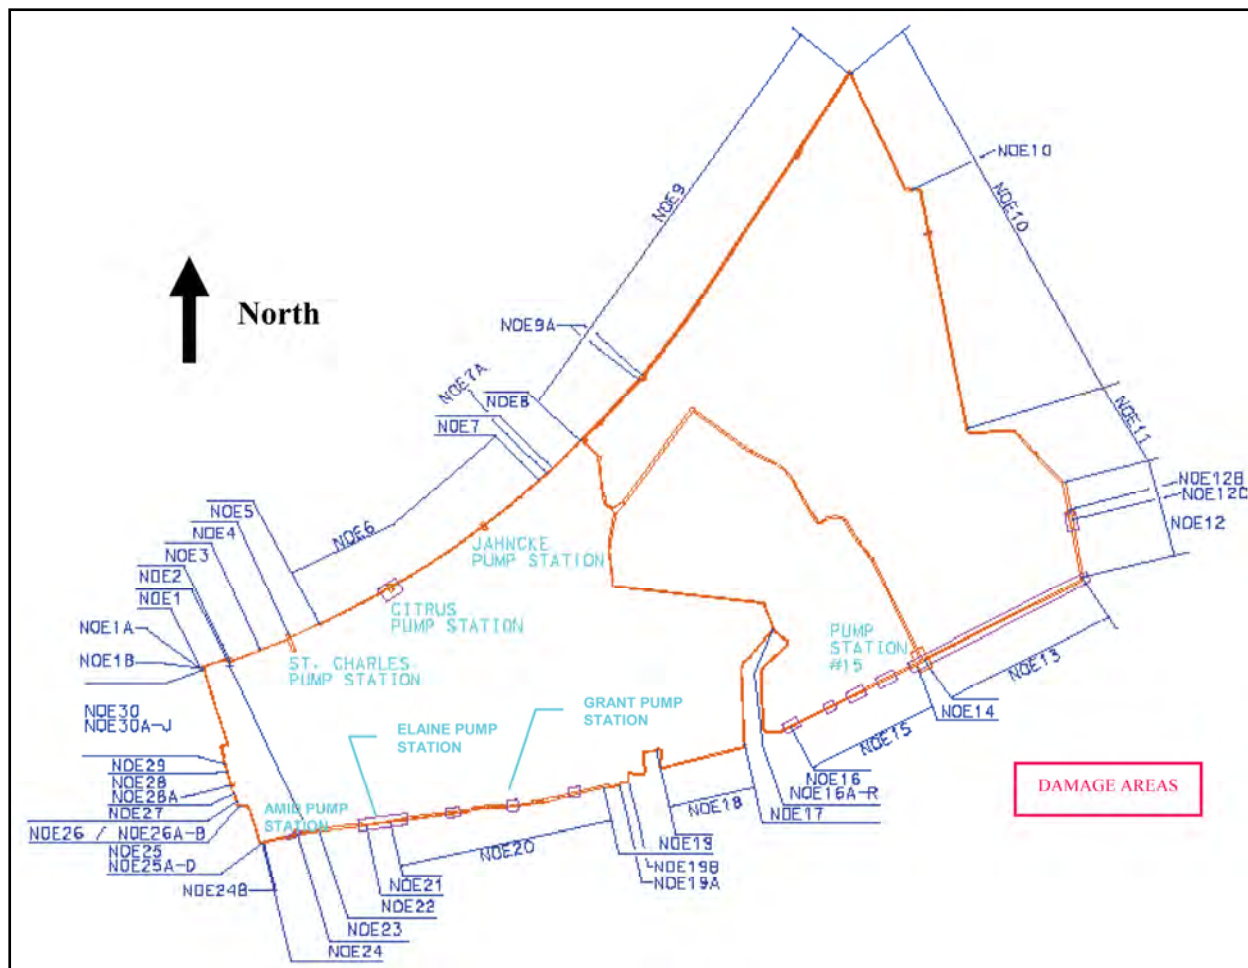 NOE10
NOE9
NOE10
North
NOE9A
NOE7A
NOE8
NOE7
NOE11
NOE12B
NOE12C
NOE12
NOE5
NOE4
NOE6
NOE3
NOE2
NOE1
JAHNCKE
PUMP STATION
CITRUS
PUMP STATION
NOE1A
NOE1B
ST. CHARLES
PUMP STATION
PUMP
STATION
#15
NOE13
NOE14
NOE30
NOE30A-J
GRANT PUMP
STATION
ELAINE PUMP
STATION
NOE15
NOE29
NOE28
NOE28A
NOE27
NOE16
NOE16A-R
NOE17
DAMAGE AREAS
AMID PUMP
STATION
NOE18
NOE26 / NOE26A-B
NOE25
NOE25A-D
NOE20
NOE19
NOE19B
NOE19A
NOE24B
NOE21
NOE22
NOE23
NOE24